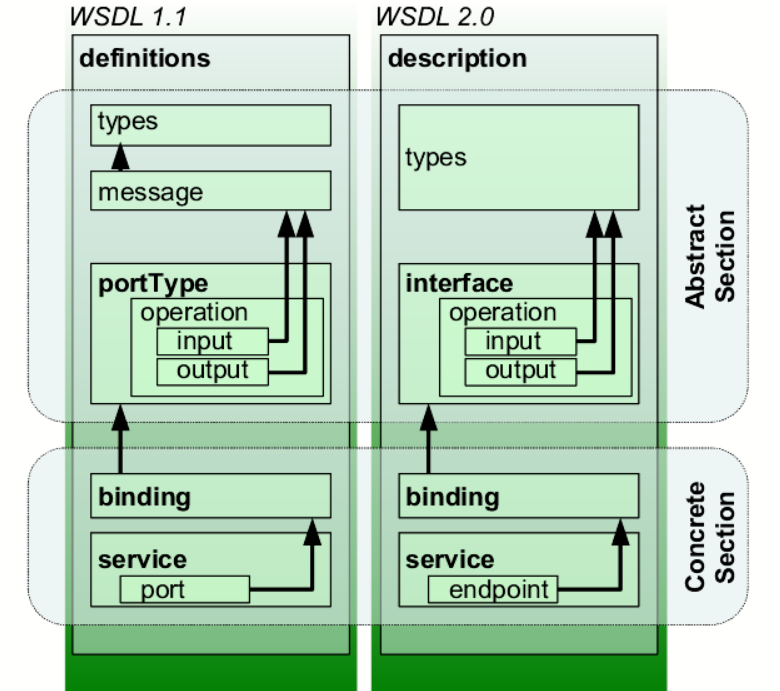 WSDL 1.1
definitions
types
message
portType
operation
input
output
binding
service
port
WSDL 2.0
description
types
interface
operation
input
output
binding
service
endpoint
Abstract
Section
Concrete
Section